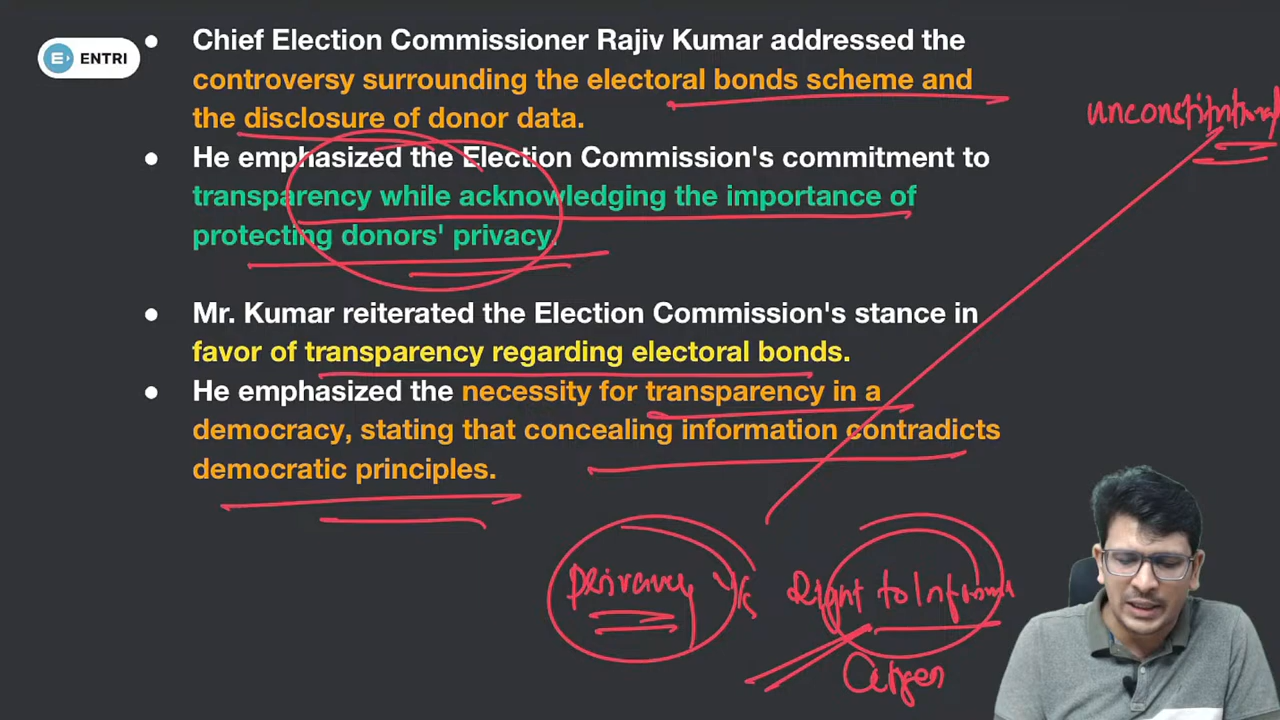 ENTRI
Chief Election Commissioner Rajiv Kumar addressed the
controversy surrounding the electoral bonds scheme and
the disclosure of donor data.
He emphasized the Election Commission's commitment to
transparency while acknowledging the importance of
protecting donors' privacy.
Mr. Kumar reiterated the Election Commission's stance in
favor of transparency regarding electoral bonds.
He emphasized the necessity for transparency in a
democracy, stating that concealing information contradicts
democratic principles.
unconstitutional
privacy v/s Right to